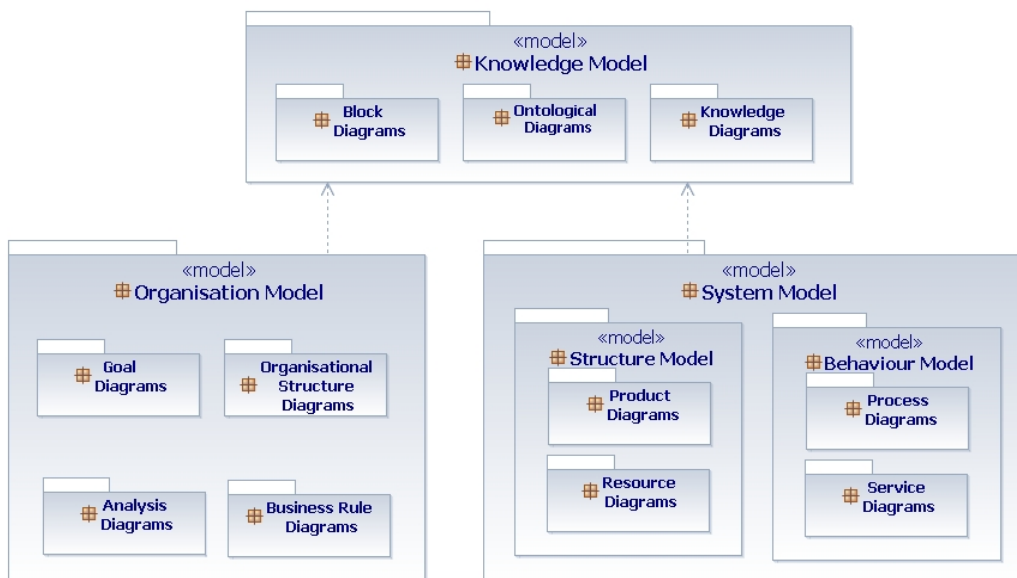 «model»
Knowledge Model
Block
Diagrams
Ontological
Diagrams
Knowledge
Diagrams
«model»
Organisation Model
Goal
Diagrams
Organisational
Structure
Diagrams
Analysis
Diagrams
Business Rule
Diagrams
«model»
System Model
«model»
Structure Model
Product
Diagrams
Resource
Diagrams
«model»
Behaviour Model
Process
Diagrams
Service
Diagrams